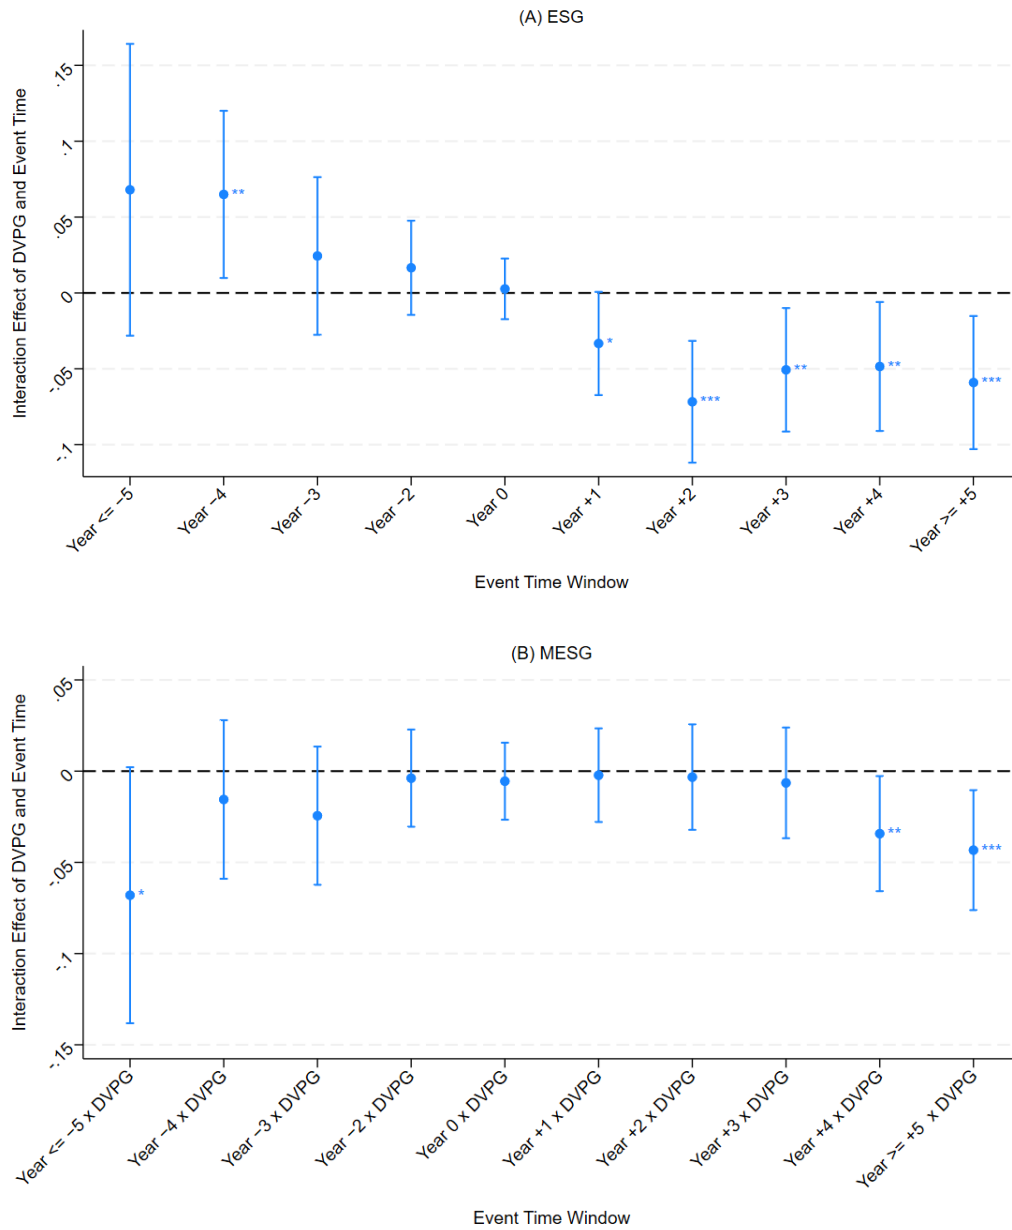 (A) ESG
Interaction Effect of DVPG and Event Time
.15
.1
.05
0
-.05
-.1
**
*
***
**
**
***
Year <= −5
Year −4
Year −3
Year −2
Year 0
Year +1
Year +2
Year +3
Year +4
Year >= +5
Event Time Window
(B) MESG
Interaction Effect of DVPG and Event Time
.05
0
-.05
-.1
-.15
*
**
***
Year <= −5 x DVPG
Year −4 x DVPG
Year −3 x DVPG
Year −2 x DVPG
Year 0 x DVPG
Year +1 x DVPG
Year +2 x DVPG
Year +3 x DVPG
Year +4 x DVPG
Year >= +5 x DVPG
Event Time Window